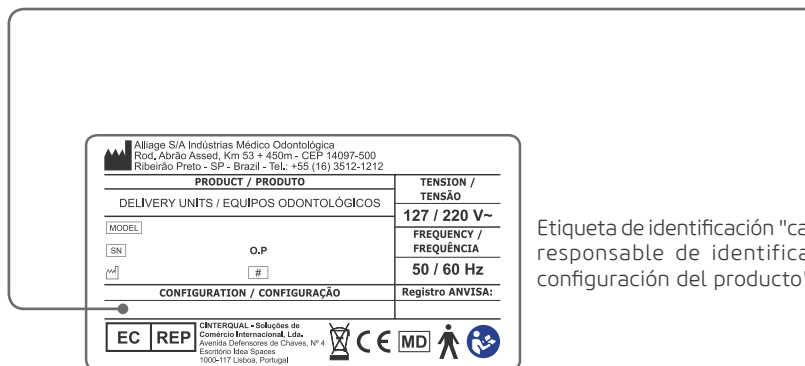 Alliage S/A Indústrias Médico Odontológica
Rod. Abrão Assed, Km 53 + 450m - CEP 14097-500
Ribeirão Preto - SP - Brazil - Tel.: +55 (16) 3512-1212
PRODUCT / PRODUTO
DELIVERY UNITS / EQUIPOS ODONTOLÓGICOS
TENSION /
TENSÃO
127 / 220 V~
MODEL
FREQUENCY /
FREQUÊNCIA
SN O.P
#
50 / 60 Hz
CONFIGURATION / CONFIGURAÇÃO
Registro ANVISA:
EC REP
CINTERQUAL - Soluções de
Comércio Internacional, Lda.
Avenida Defensores de Chaves, Nº 4
Escritório Idea Spaces
1000-117 Lisboa, Portugal
CE MD
Etiqueta de identificación
responsable de
configuración del producto"